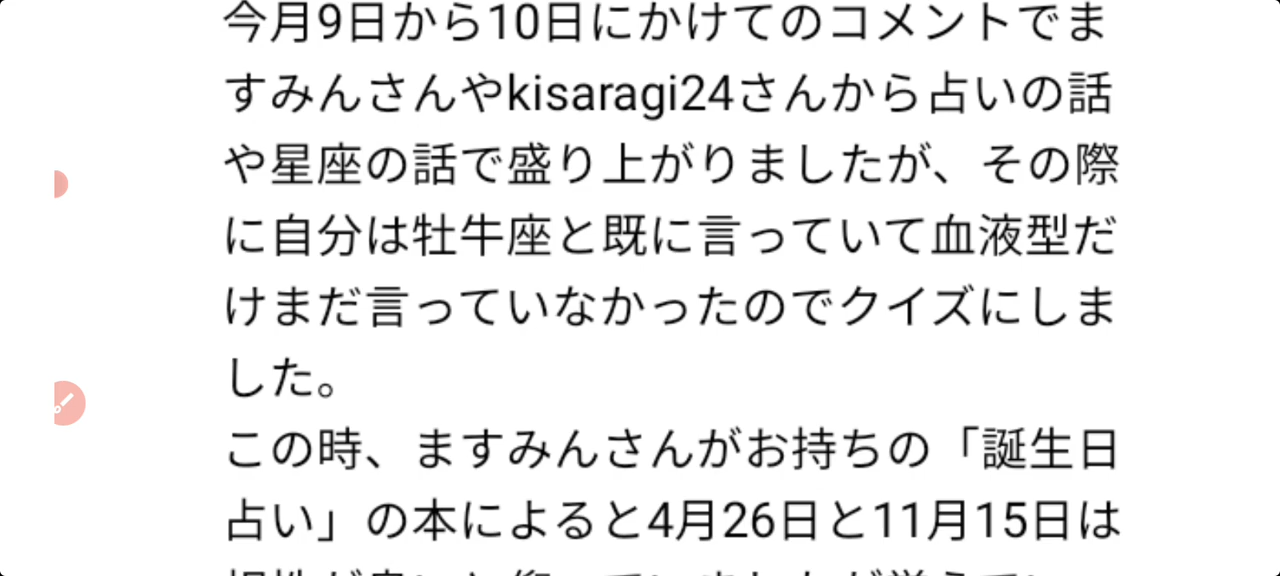 今月9日から10日にかけてのコメントでま
すみんさんやkisaragi24さんから占いの話
や星座の話で盛り上がりましたが、その際
に自分は牡牛座と既に言っていて血液型だ
けまだ言っていなかったのでクイズにしま
した。
この時、ますみんさんがお持ちの「誕生日
占い」の本によると4月26日と11月15日は